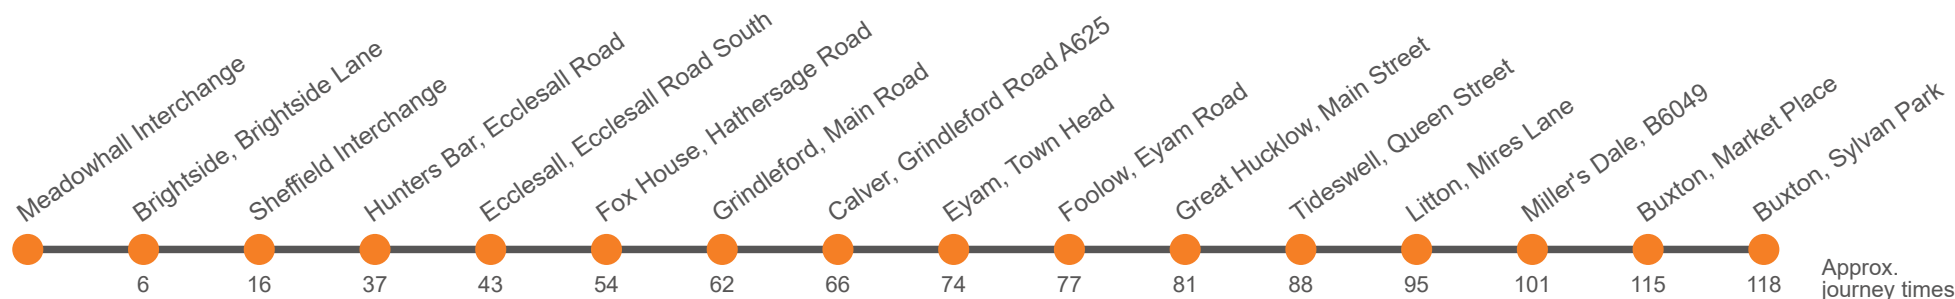 Meadowhall Interchange
Brightside, Brightside Lane
Sheffield Interchange
Hunters Bar, Ecclesall Road
Ecclesall, Ecclesall Road South
Fox House, Hathersage Road
Grindleford, Main Road
Calver, Grindleford Road A625
Eyam, Town Head
Foolow, Eyam Road
Great Hucklow, Main Street
Tideswell, Queen Street
Litton, Mires Lane
Miller's Dale, B6049
Buxton, Market Place
Buxton, Sylvan Park
6 16 37 43 54 62 66 74 77 81 88 95 101 115 118
Approx.
journey times